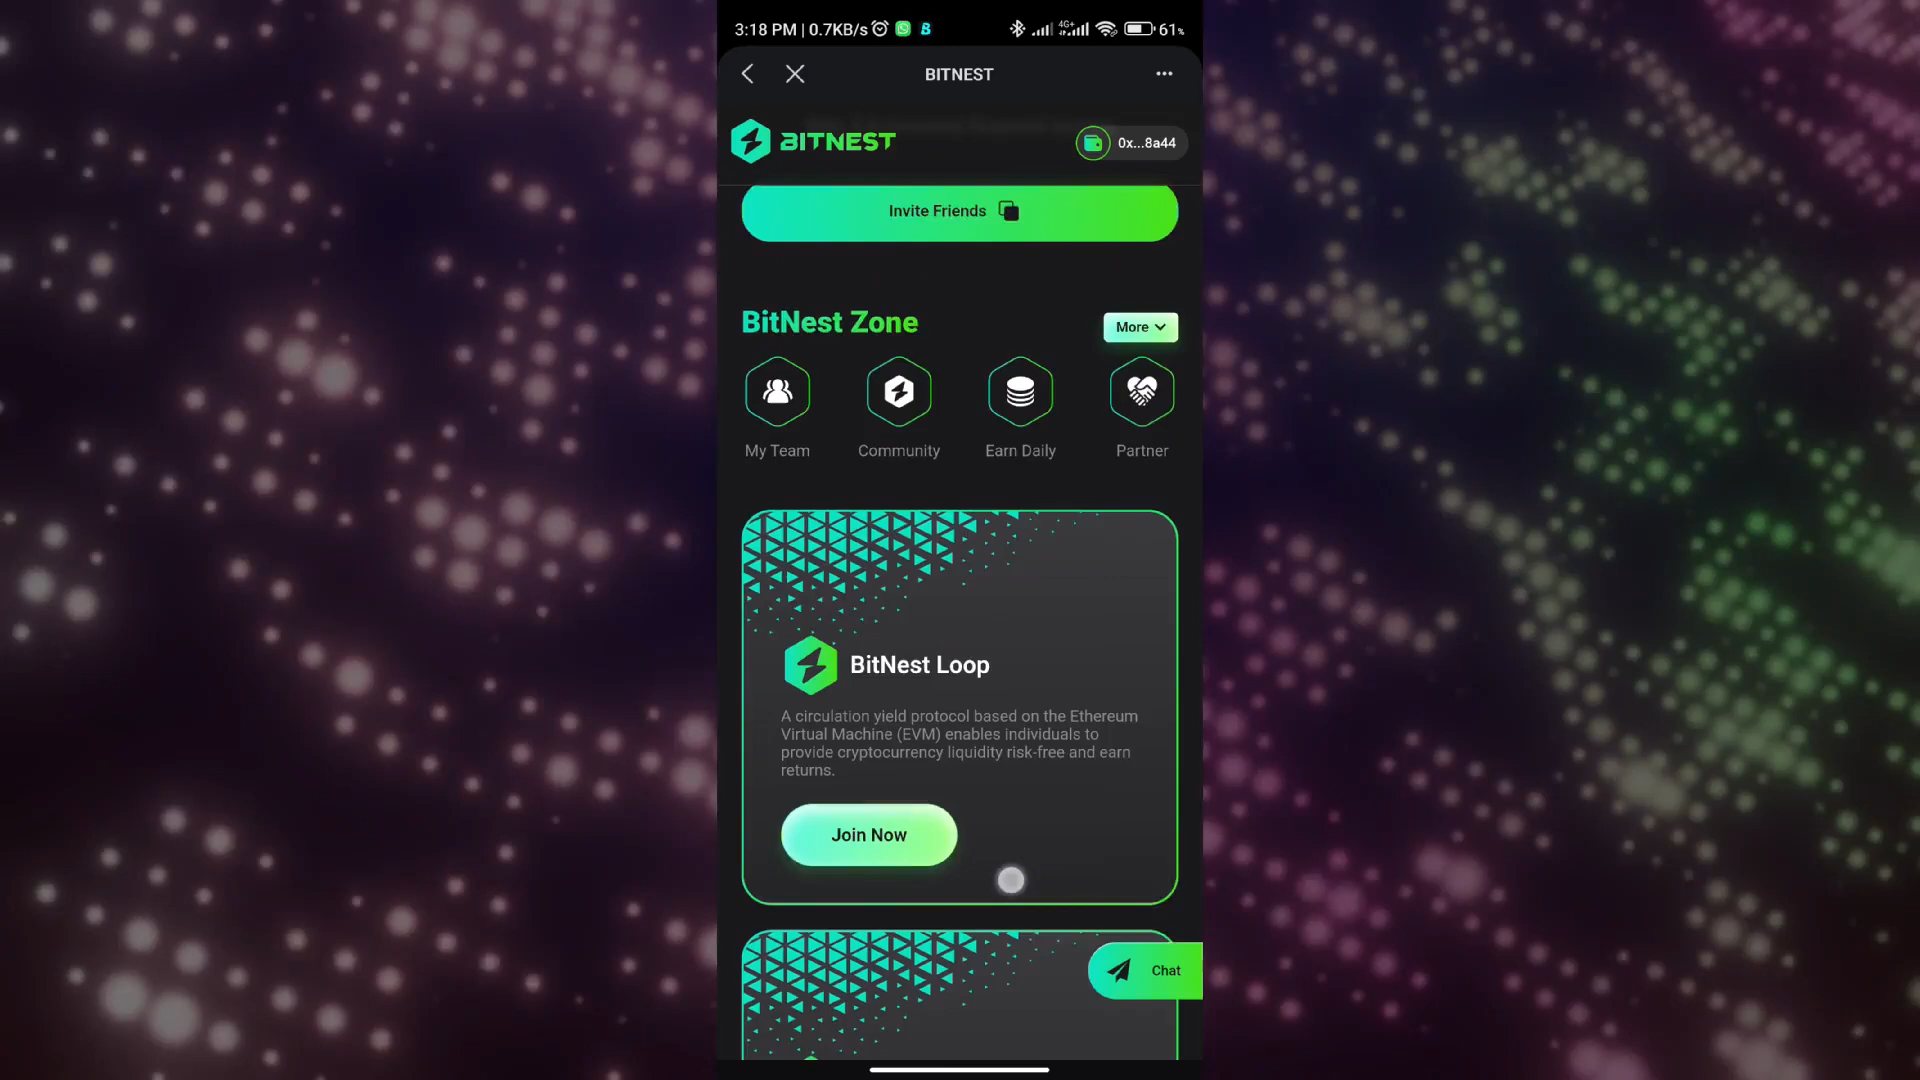 3:18 PM | 0.7KB/s
4G+
61%
BITNEST
BITNEST
0x...8a44
Invite Friends
BitNest Zone
More
My Team
Community
Earn Daily
Partner
BitNest Loop
A circulation yield protocol based on the Ethereum
Virtual Machine (EVM) enables individuals to
provide cryptocurrency liquidity risk-free and earn
returns.
Join Now
Chat